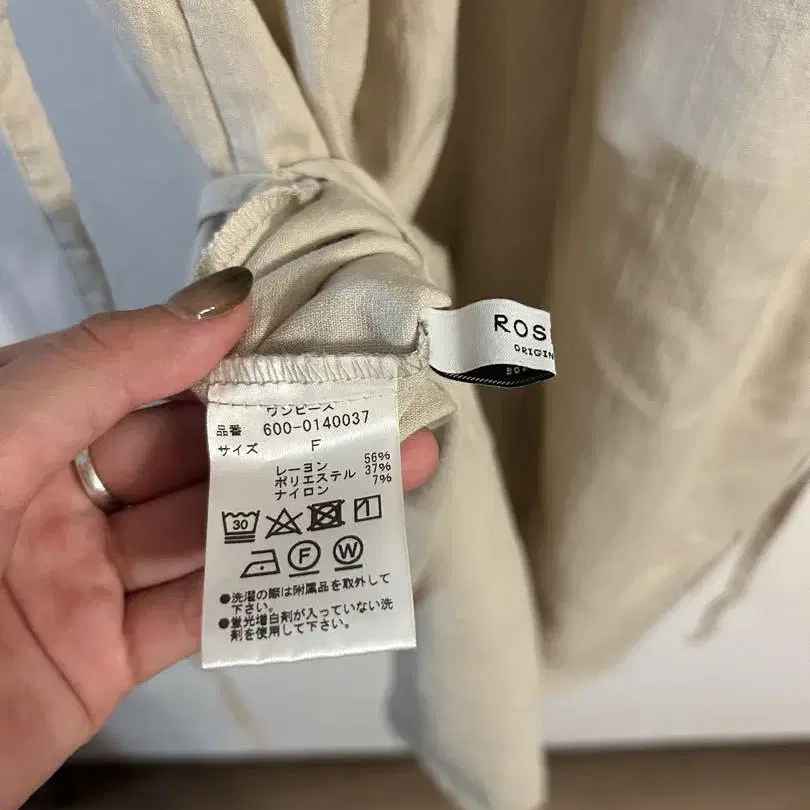 ワンピース
品番 600-0140037
サイズ F
レーヨン 56%
ポリエステル 37%
ナイロン 7%
30
F W
●洗濯の際は附属品を取外して
下さい。
●蛍光増白剤が入っていない洗
剤を使用して下さい。
ROS
ORIGIN